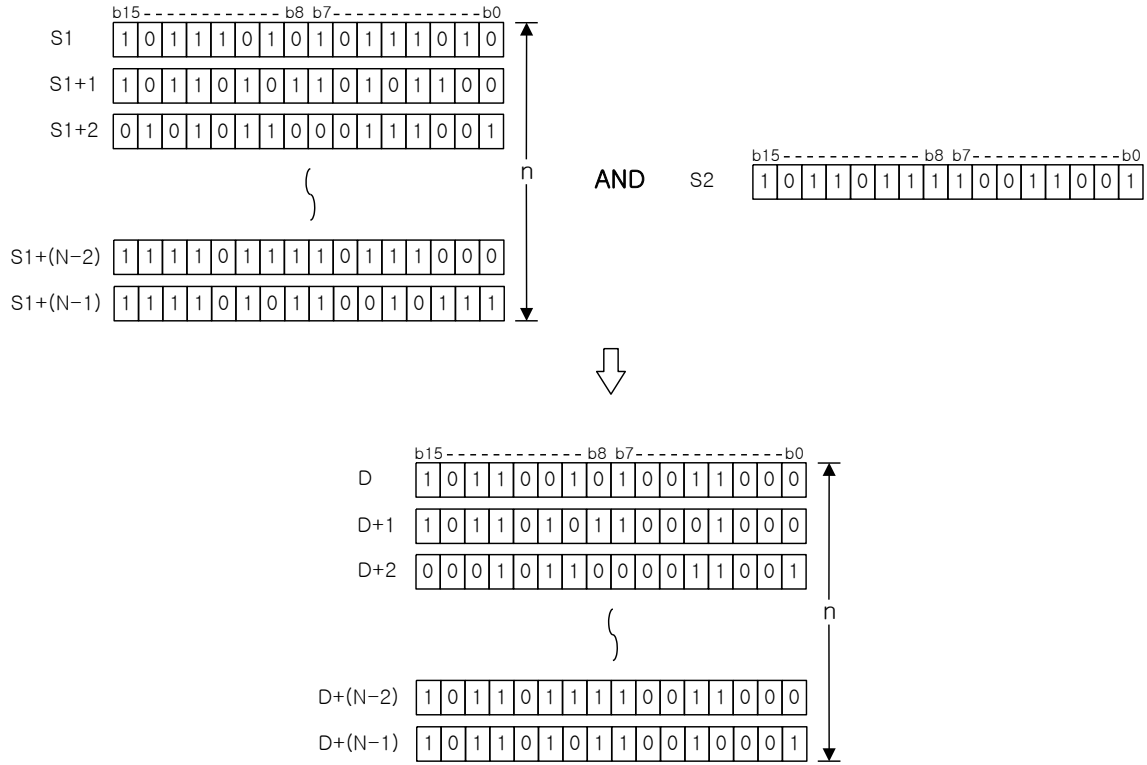 b15 b8 b7 b0
S1 1 0 1 1 1 0 1 0 1 0 1 1 1 0 1 0
S1+1 1 0 1 1 0 1 0 1 1 0 1 0 1 1 0 0
S1+2 0 1 0 1 0 1 1 0 0 0 1 1 1 0 0 1
n
AND S2
b15 b8 b7 b0
1 0 1 1 0 1 1 1 1 0 0 1 1 0 0 1
S1+(N-2) 1 1 1 1 0 1 1 1 1 0 1 1 1 0 0 0
S1+(N-1) 1 1 1 1 0 1 0 1 1 0 0 1 0 1 1 1
b15 b8 b7 b0
D 1 0 1 1 0 0 1 0 1 0 0 1 1 0 0 0
D+1 1 0 1 1 0 1 0 1 1 0 0 0 1 0 0 0
D+2 0 0 0 1 0 1 1 0 0 0 0 1 1 0 0 1
n
D+(N-2) 1 0 1 1 0 1 1 1 1 0 0 1 1 0 0 0
D+(N-1) 1 0 1 1 0 1 0 1 1 0 0 1 0 0 0 1